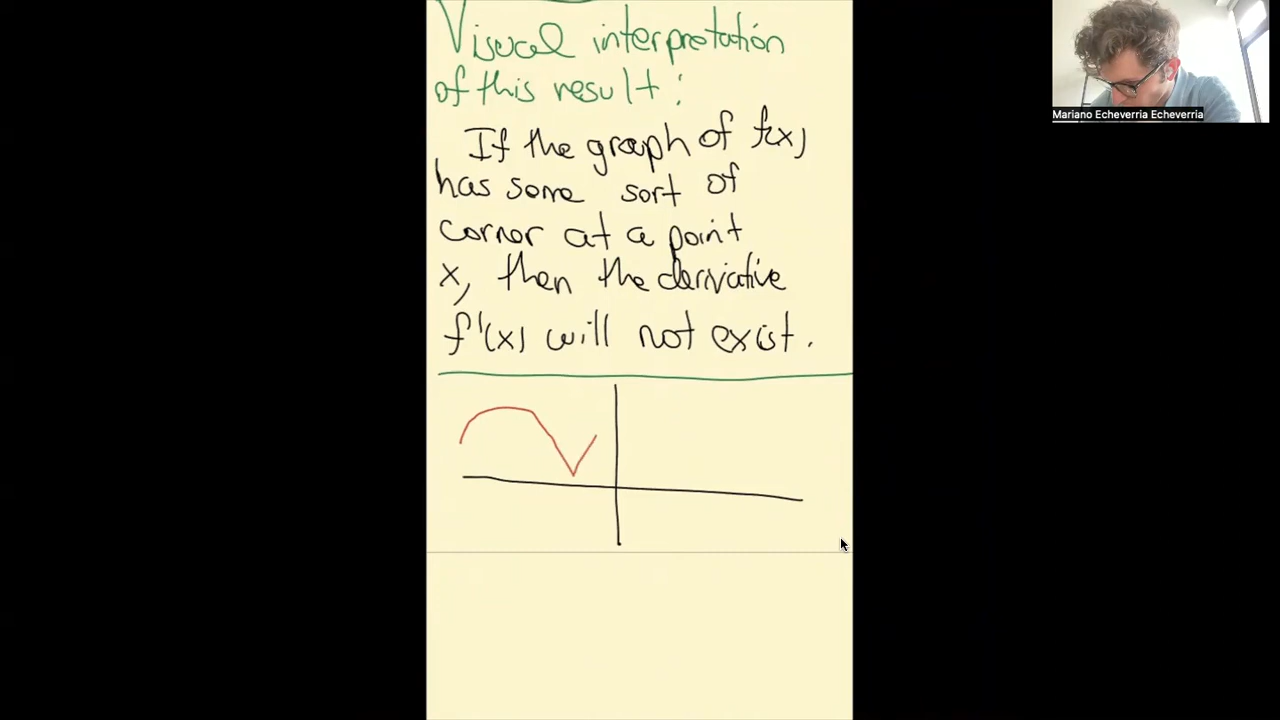 Visual interpretation
of this result:
If the graph of f(x)
has some sort of
corner at a point
x, then the derivative
f'(x) will not exist.
Mariano Echeverria Echeverria